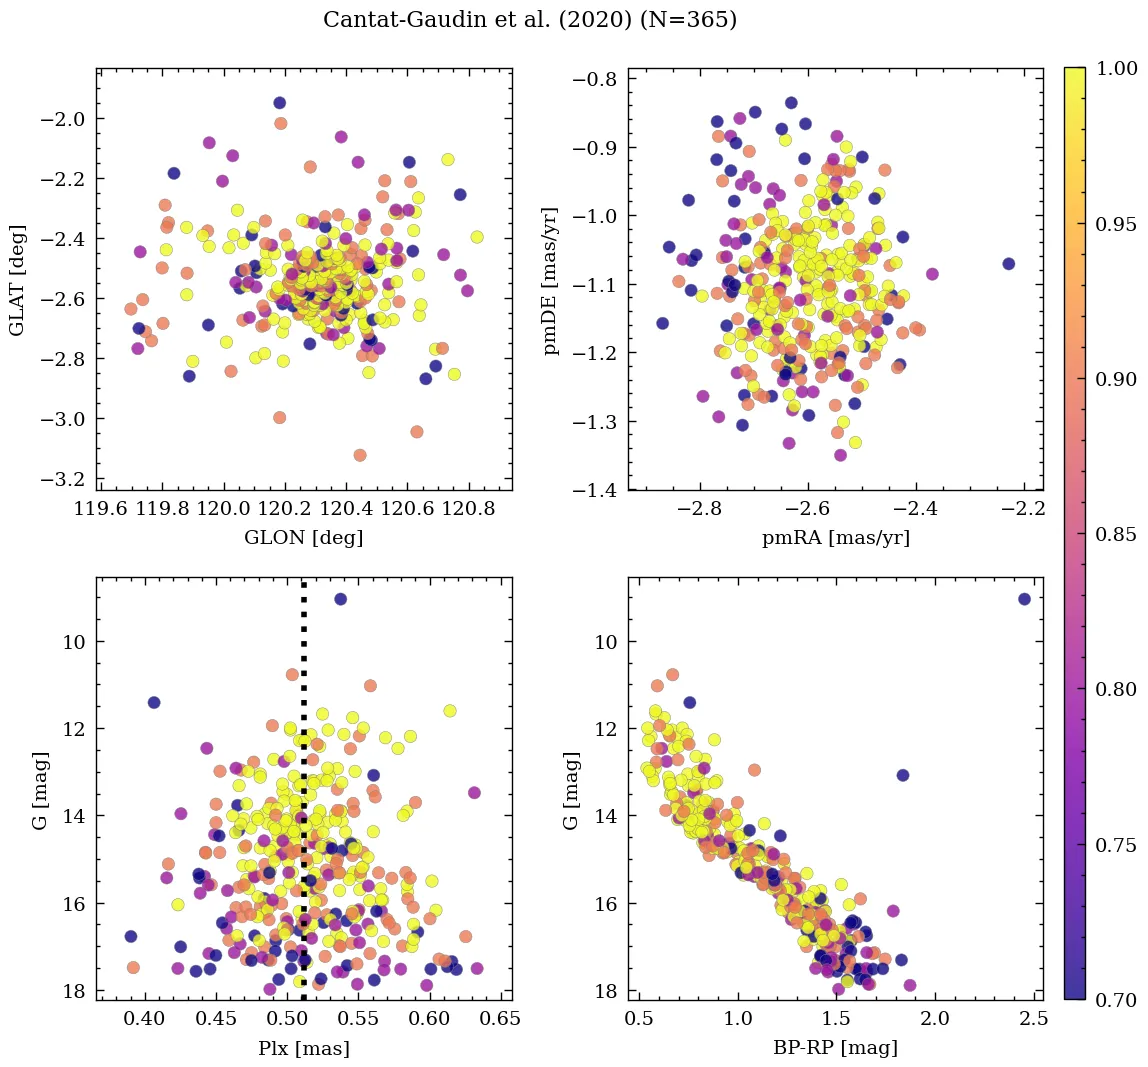 Cantat-Gaudin et al. (2020) (N=365)
−2.0
−2.2
−2.4
−2.6
−2.8
−3.0
−3.2
GLAT [deg]
119.6 119.8 120.0 120.2 120.4 120.6 120.8
GLON [deg]
−0.8
−0.9
−1.0
−1.1
−1.2
−1.3
−1.4
pmDE [mas/yr]
−2.8 −2.6 −2.4 −2.2
pmRA [mas/yr]
10
12
14
16
18
G [mag]
0.40 0.45 0.50 0.55 0.60 0.65
Plx [mas]
10
12
14
16
18
G [mag]
0.5 1.0 1.5 2.0 2.5
BP-RP [mag]
1.00
0.95
0.90
0.85
0.80
0.75
0.70